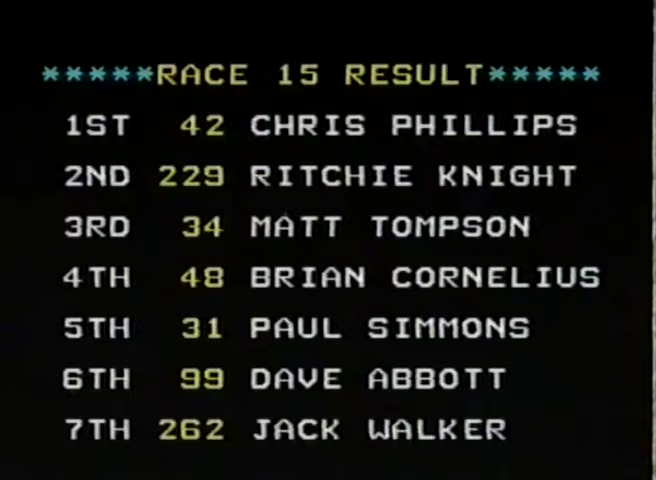 *****RACE 15 RESULT*****
1ST 42 CHRIS PHILLIPS
2ND 229 RITCHIE KNIGHT
3RD 34 MATT TOMPSON
4TH 48 BRIAN CORNELIUS
5TH 31 PAUL SIMMONS
6TH 99 DAVE ABBOTT
7TH 262 JACK WALKER